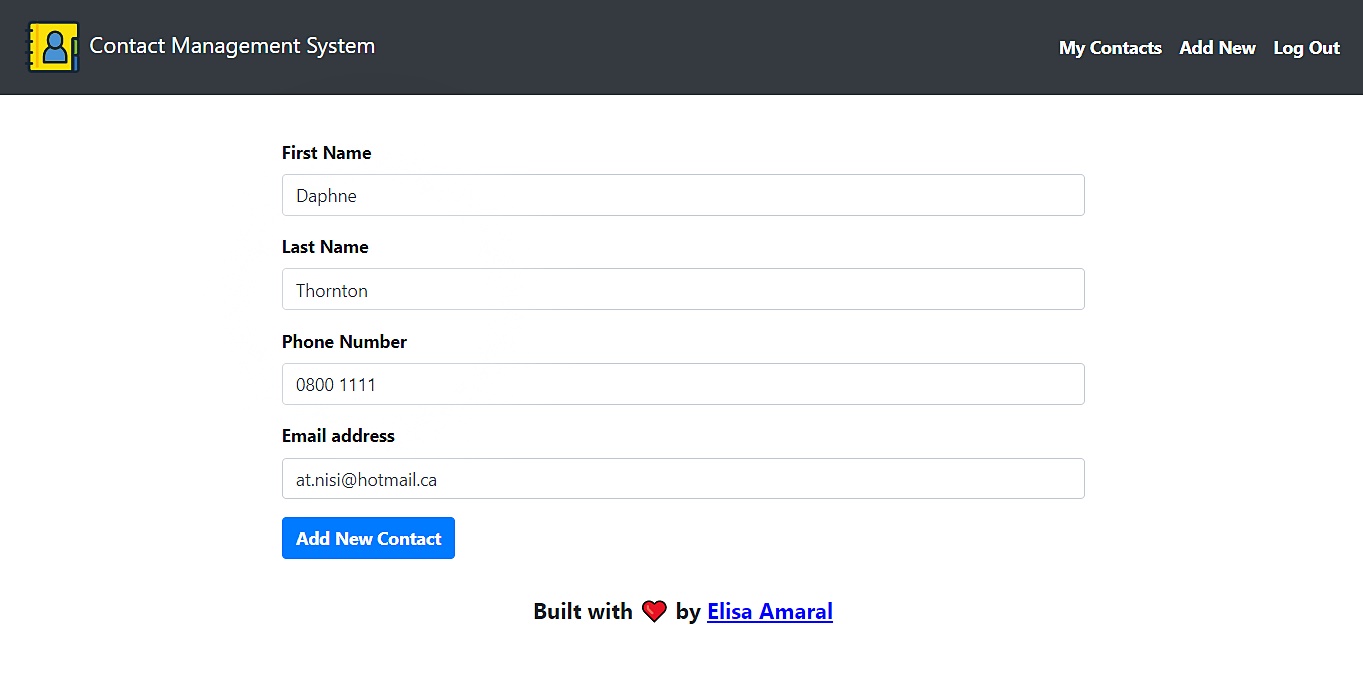 Contact Management System
My Contacts Add New Log Out
First Name
Daphne
Last Name
Thornton
Phone Number
0800 1111
Email address
at.nisi@hotmail.ca
Add New Contact
Built with ❤️ by Elisa Amaral